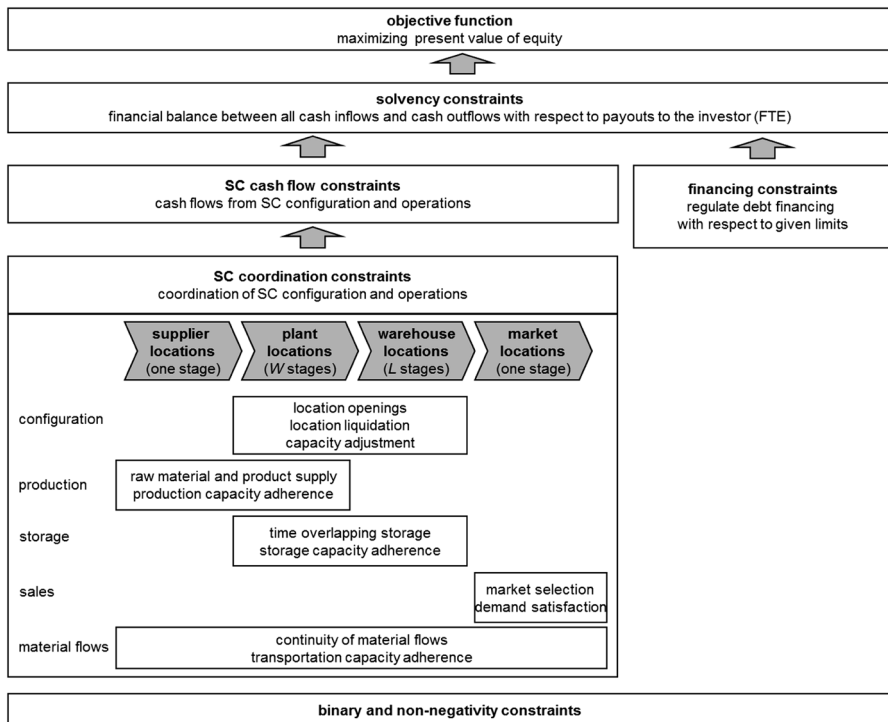 objective function
maximizing present value of equity
solvency constraints
financial balance between all cash inflows and cash outflows with respect to payouts to the investor (FTE)
SC cash flow constraints
cash flows from SC configuration and operations
financing constraints
regulate debt financing
with respect to given limits
SC coordination constraints
coordination of SC configuration and operations
supplier
locations
(one stage)
plant
locations
(W stages)
warehouse
locations
(L stages)
market
locations
(one stage)
configuration
location openings
location liquidation
capacity adjustment
production
raw material and product supply
production capacity adherence
storage
time overlapping storage
storage capacity adherence
sales
market selection
demand satisfaction
material flows
continuity of material flows
transportation capacity adherence
binary and non-negativity constraints